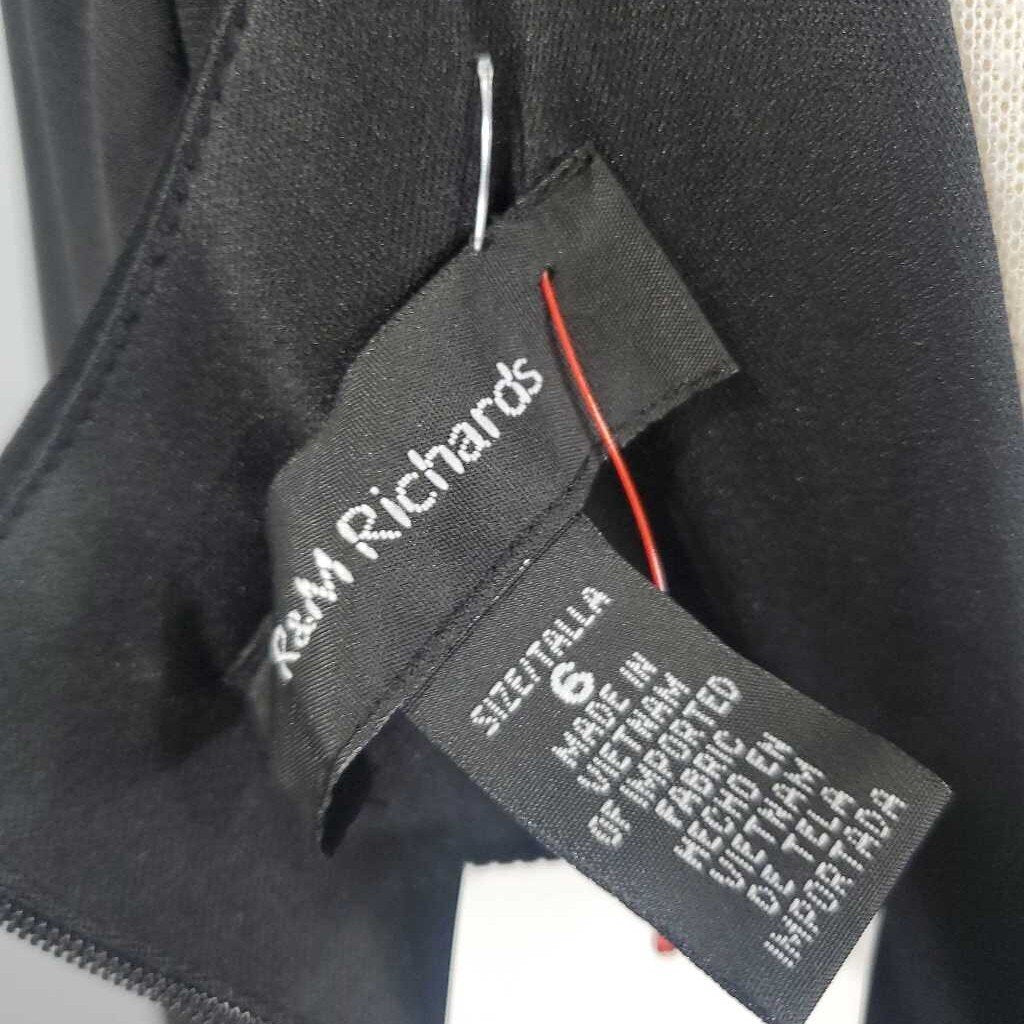 R&M Richards
SIZE/TALLA
6
MADE IN
VIETNAM
OF IMPORTED
FABRIC
HECHO EN
VIETNAM
DE TELA
IMPORTADA